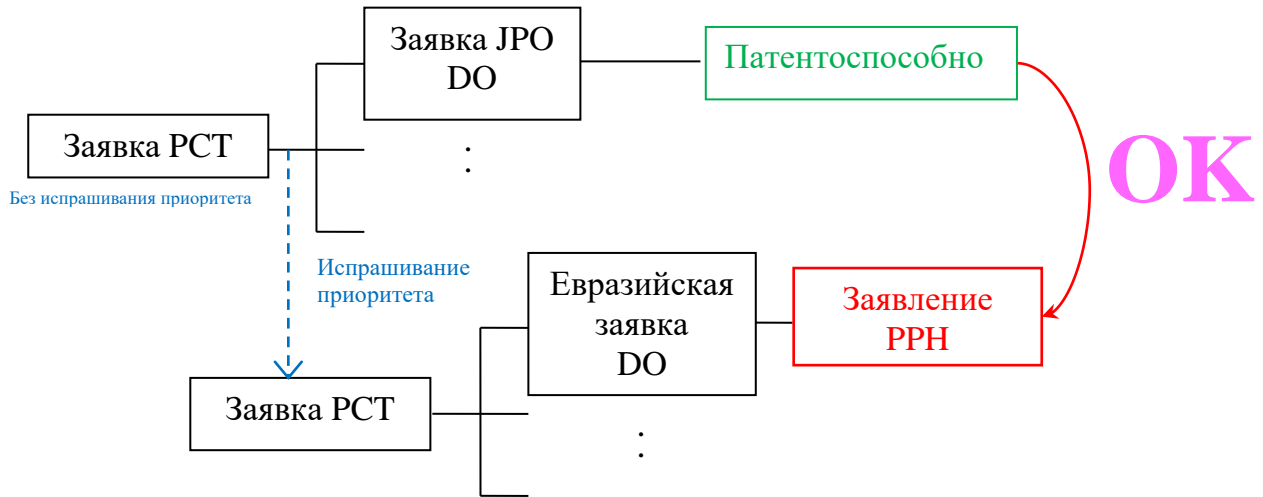 Заявка JPO
DO
Патентоспособно
Заявка PCT
Без испрашивания приоритета
:
OK
Испрашивание
приоритета
Евразийская
заявка
DO
Заявление
PPH
Заявка PCT
: